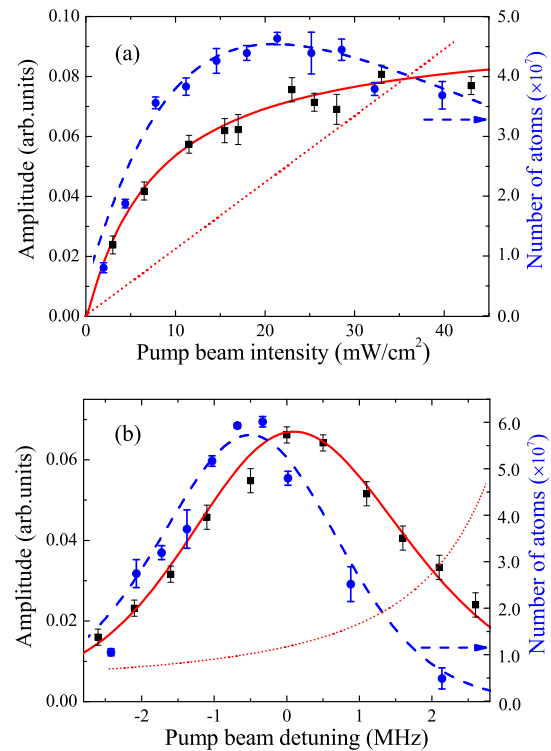 (a)
Amplitude (arb.units)
0.10
0.08
0.06
0.04
0.02
0.00
5.0
4.0
3.0
2.0
1.0
0
Number of atoms (×10⁷)
0 10 20 30 40
Pump beam intensity (mW/cm²)
(b)
Amplitude (arb.units)
0.06
0.04
0.02
0.00
6.0
5.0
4.0
3.0
2.0
1.0
0.0
Number of atoms (×10⁷)
-2 -1 0 1 2
Pump beam detuning (MHz)